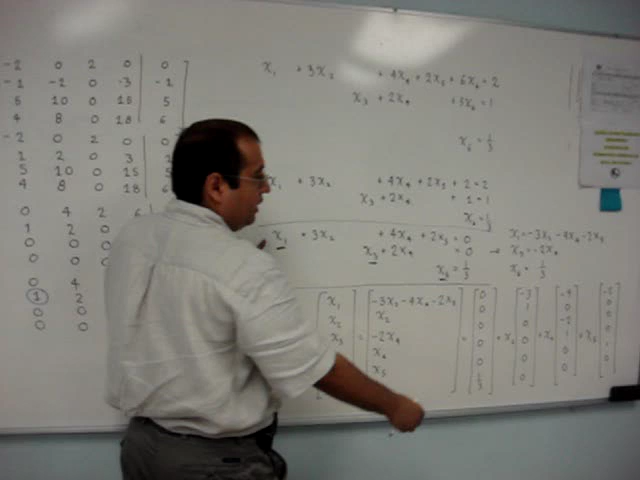 -2 0 2 0 0
-1 -2 0 -3 -1
5 10 0 15 5
4 8 0 18 6
-2 0 2 0 0
1 2 0 3
5 10 0 15 5
4 8 0 18 6
0 4 2 6
1 2 0
0 0 0
0 0 0
0 4
1 2
0 0
0 0
x₁ + 3x₂ + 4x₄ + 2x₅ + 6x₆ = 2
x₃ + 2x₄ + 3x₆ = 1
x₆ = 1/3
x₁ + 3x₂ + 4x₄ + 2x₅ + 2 = 2
x₃ + 2x₄ + 1 = 1
x₆ = 1/3
x₁ + 3x₂ + 4x₄ + 2x₅ = 0
x₃ + 2x₄ = 0
x₆ = 1/3
x₁ = -3x₂ - 4x₄ - 2x₅
x₃ = -2x₄
x₆ = 1/3
x₁ = -3x₂ - 4x₄ - 2x₅ = 0 + x₂ -3 + x₄ -4 + x₅ -2
x₂ x₂ 0 1 0 0
x₃ -2x₄ 0 0 -2 0
x₄ 0 0 1 0
x₅ 0 0 0 1
1/3 0 0 0